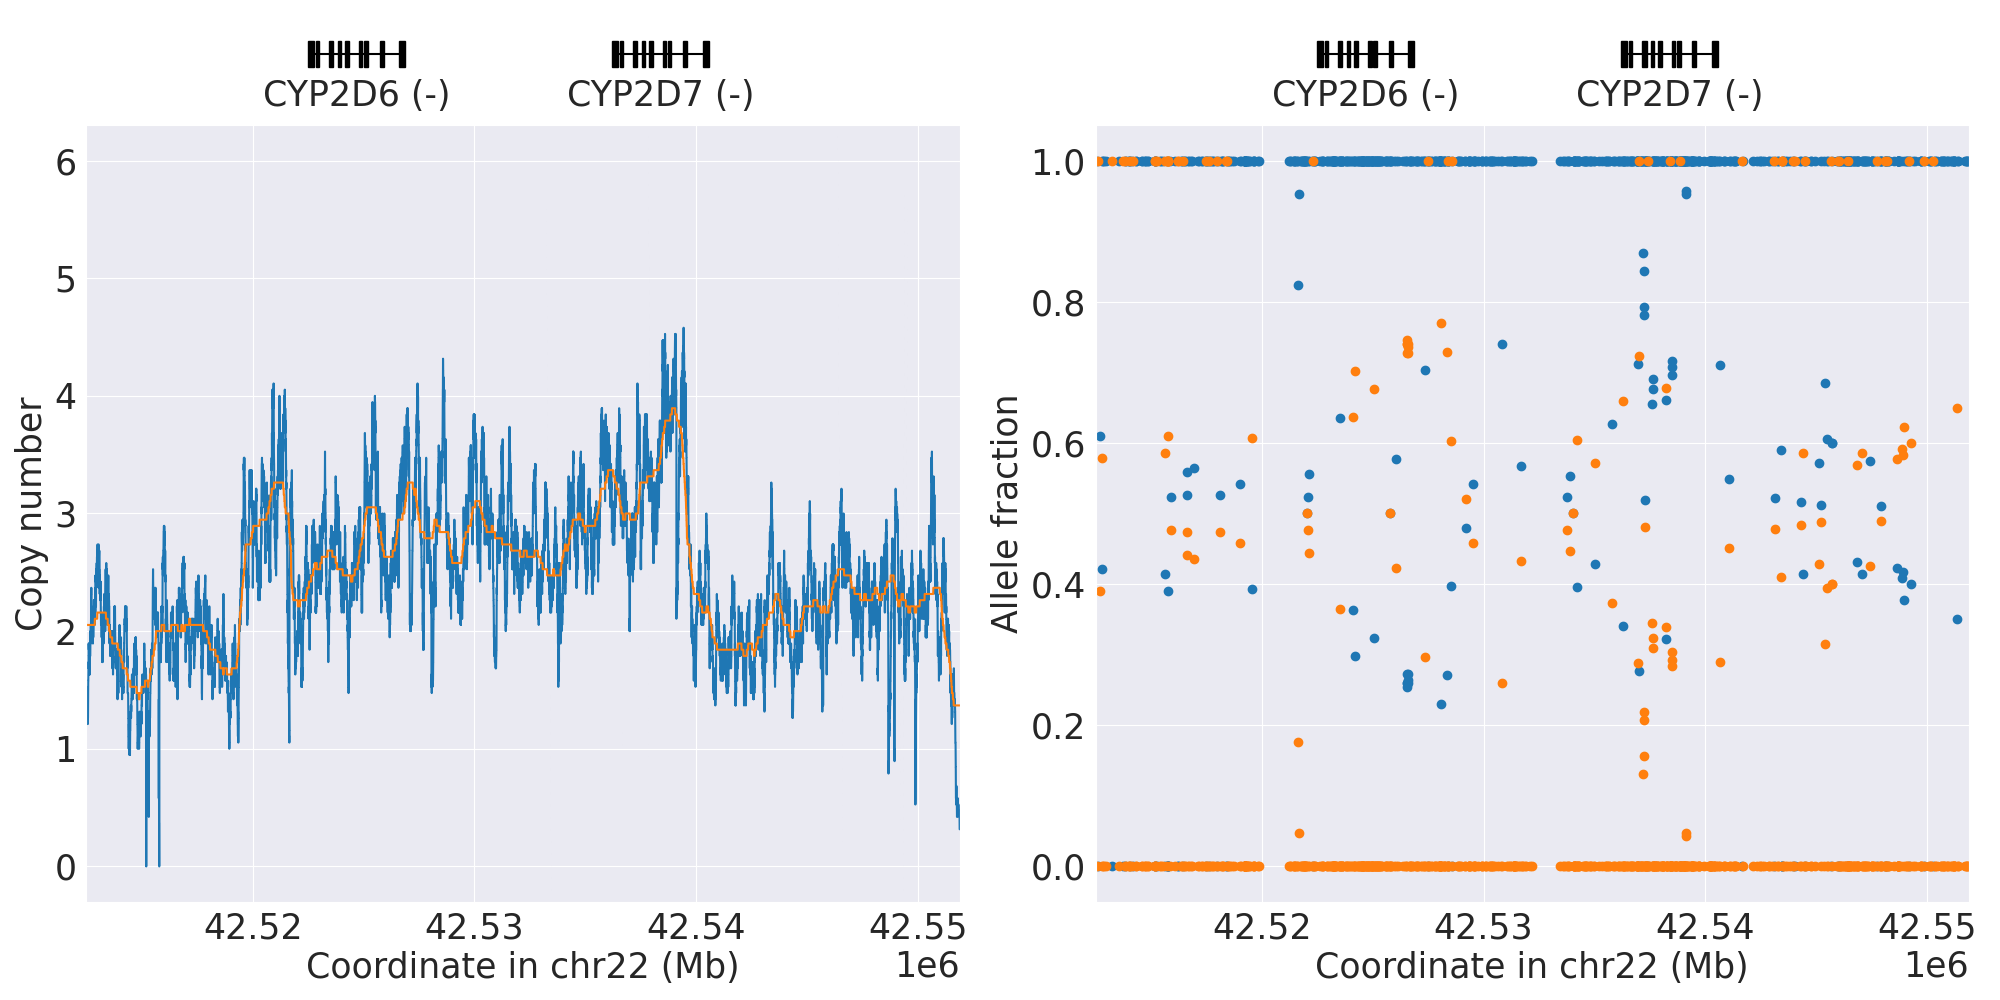 CYP2D6 (-)
CYP2D7 (-)
6
5
4
3
2
1
0
Copy number
42.52
42.53
42.54
42.55
Coordinate in chr22 (Mb)
1e6
CYP2D6 (-)
CYP2D7 (-)
1.0
0.8
0.6
0.4
0.2
0.0
Allele fraction
42.52
42.53
42.54
42.55
Coordinate in chr22 (Mb)
1e6